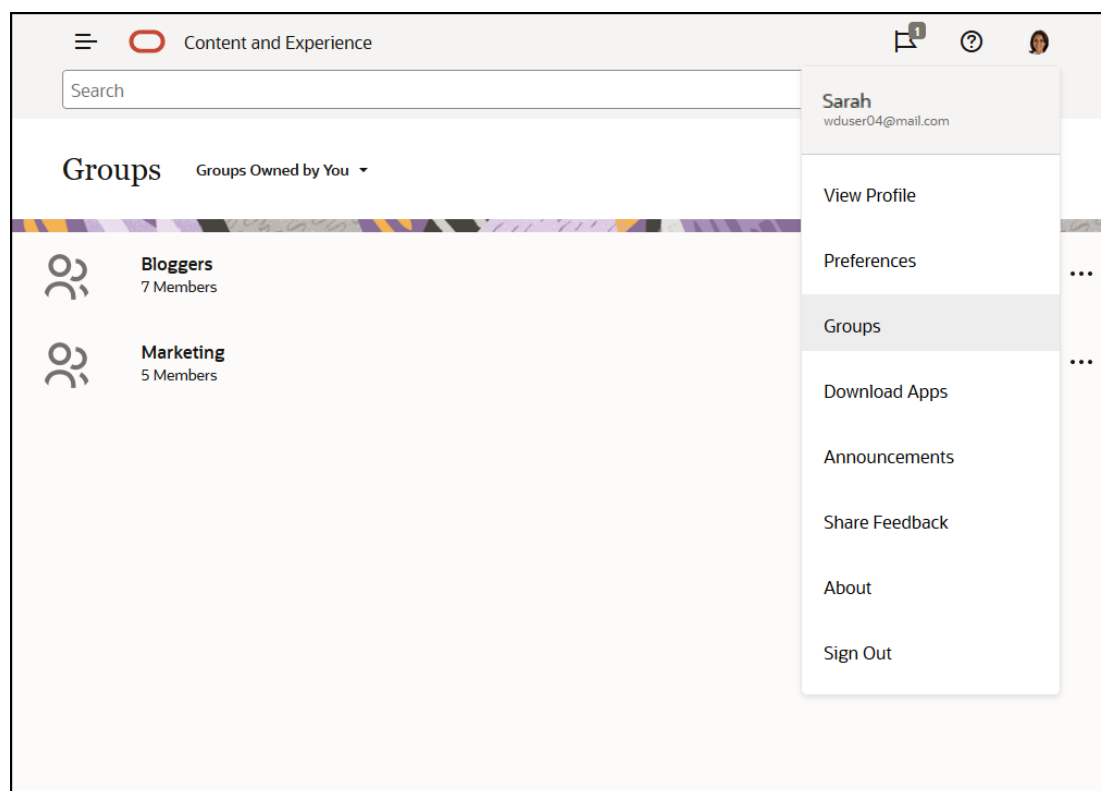 Content and Experience
1
Search
Sarah
wduser04@mail.com
Groups
Groups Owned by You
View Profile
Bloggers
7 Members
Preferences
Groups
Marketing
5 Members
Download Apps
Announcements
Share Feedback
About
Sign Out